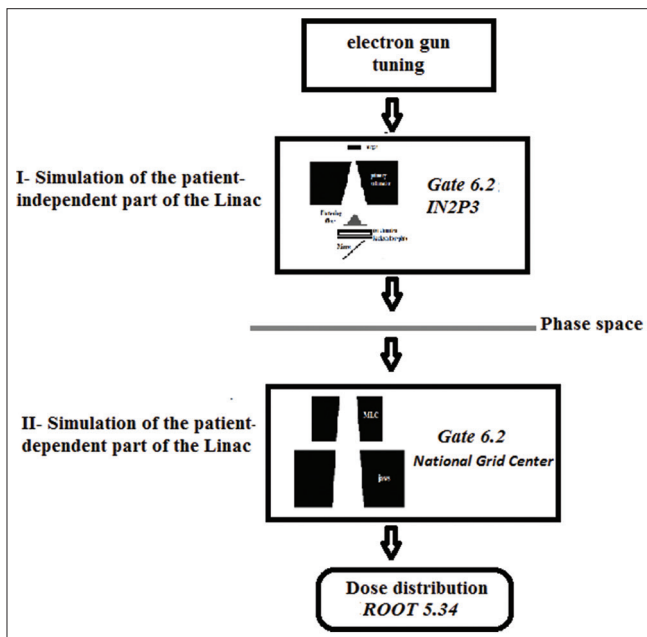 electron gun
tuning
I- Simulation of the patient-
independent part of the Linac
primary
Gate 6.2
IN2P3
Phase space
II- Simulation of the patient-
dependent part of the Linac
MLC
jaws
Gate 6.2
National Grid Center
Dose distribution
ROOT 5.34